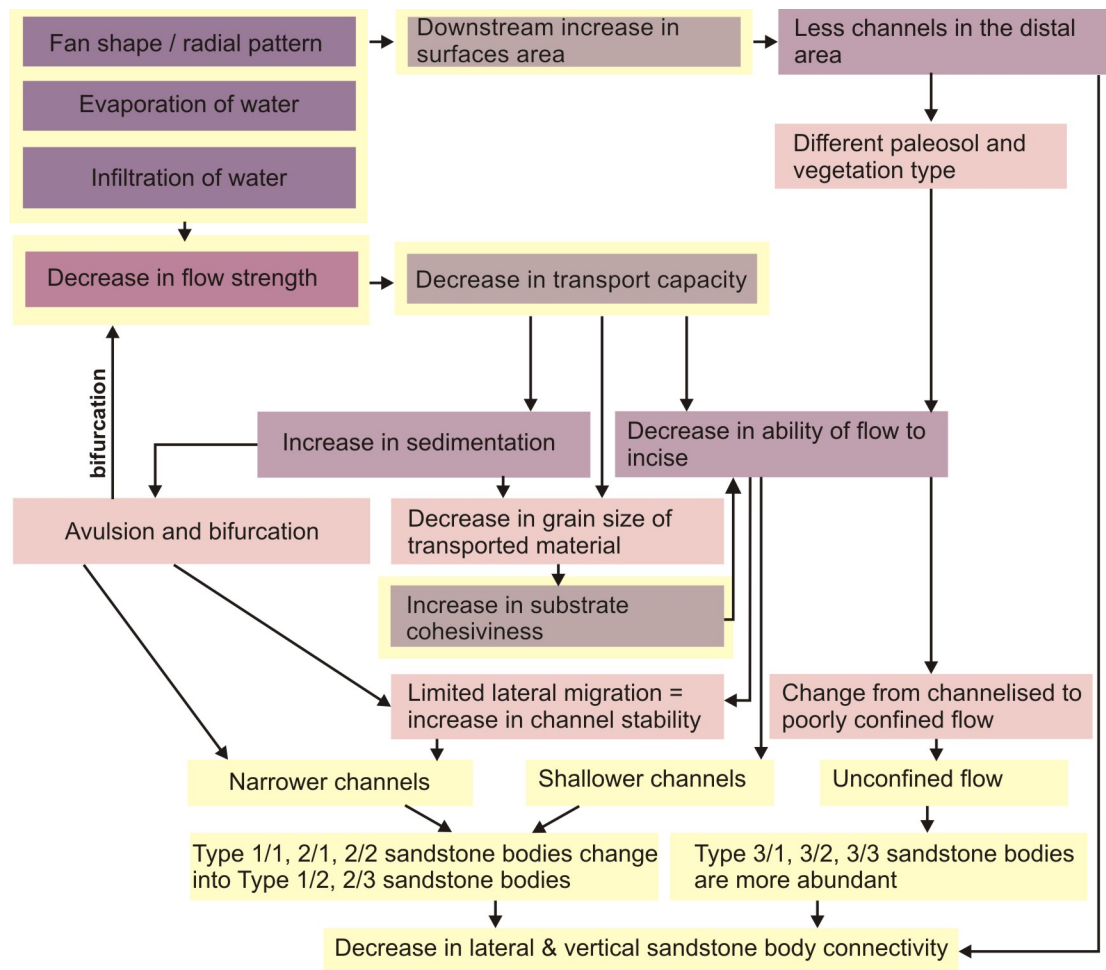 Fan shape / radial pattern
Downstream increase in
surfaces area
Less channels in the distal
area
Evaporation of water
Infiltration of water
Different paleosol and
vegetation type
Decrease in flow strength
Decrease in transport capacity
bifurcation
Increase in sedimentation
Decrease in ability of flow to
incise
Avulsion and bifurcation
Decrease in grain size of
transported material
Increase in substrate
cohesiviness
Limited lateral migration =
increase in channel stability
Change from channelised to
poorly confined flow
Narrower channels
Shallower channels
Unconfined flow
Type 1/1, 2/1, 2/2 sandstone bodies change
into Type 1/2, 2/3 sandstone bodies
Type 3/1, 3/2, 3/3 sandstone bodies
are more abundant
Decrease in lateral & vertical sandstone body connectivity